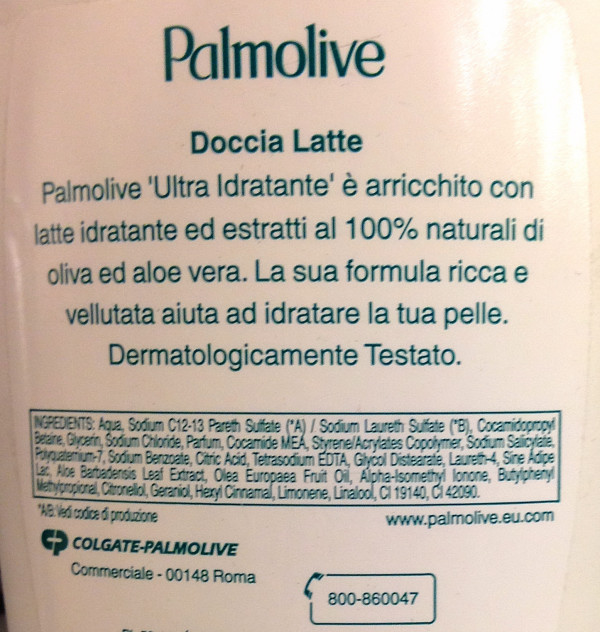 Palmolive
Doccia Latte
Palmolive 'Ultra Idratante' è arricchito con
latte idratante ed estratti al 100% naturali di
oliva ed aloe vera. La sua formula ricca e
vellutata aiuta ad idratare la tua pelle.
Dermatologicamente Testato.
INGREDIENTS: Aqua, Sodium C12-13 Pareth Sulfate (*A) / Sodium Laureth Sulfate (*B), Cocamidopropyl
Betaine, Glycerin, Sodium Chloride, Parfum, Cocamide MEA, Styrene/Acrylates Copolymer, Sodium Salicylate,
Polyquaternium-7, Sodium Benzoate, Citric Acid, Tetrasodium EDTA, Glycol Distearate, Laureth-4, Sine Adipe
Lac, Aloe Barbadensis Leaf Extract, Olea Europaea Fruit Oil, Alpha-Isomethyl Ionone, Butylphenyl
Methylpropional, Citronellol, Geraniol, Hexyl Cinnamal, Limonene, Linalool, CI 19140, CI 42090.
*A/B: Vedi codice di produzione
www.palmolive.eu.com
CP COLGATE-PALMOLIVE
Commerciale - 00148 Roma
800-860047